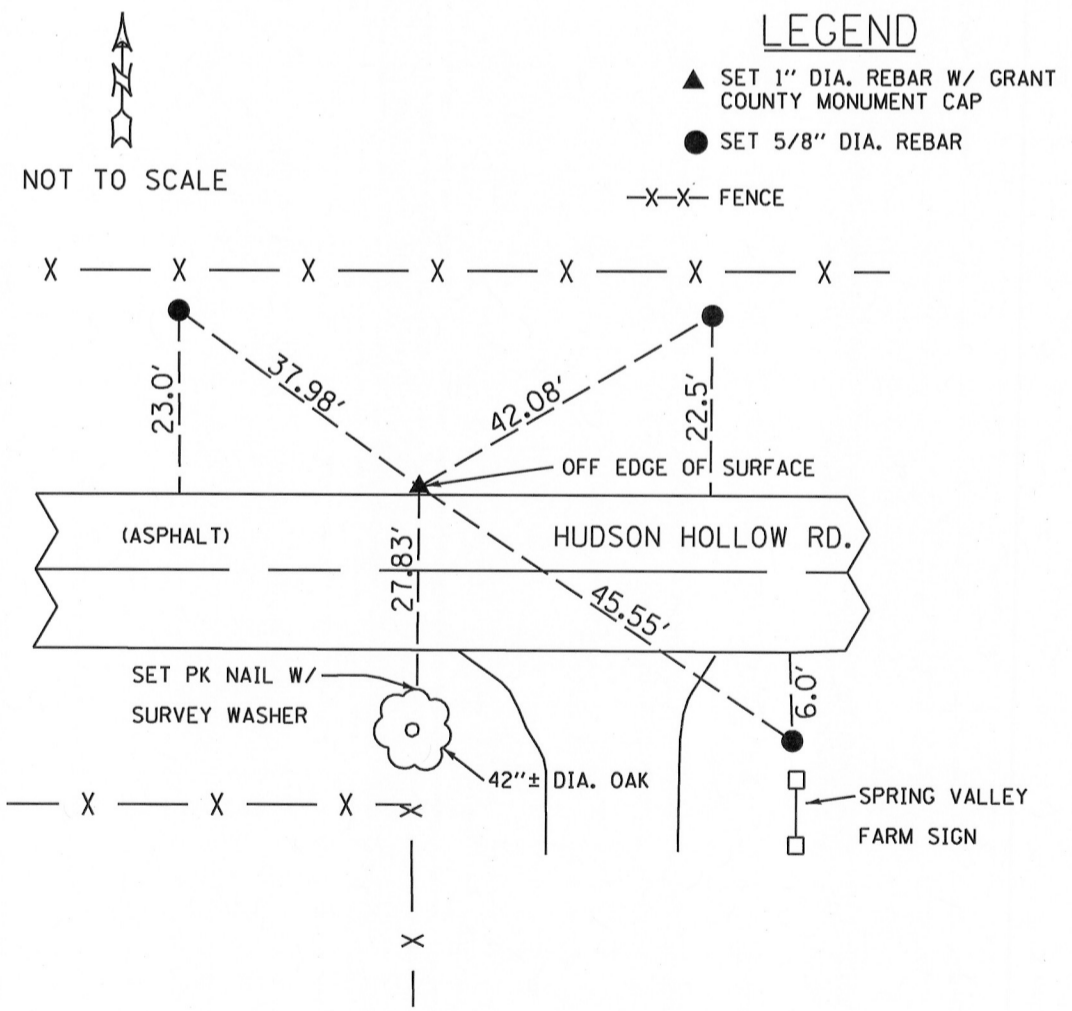 LEGEND
SET 1" DIA. REBAR W/ GRANT
COUNTY MONUMENT CAP
SET 5/8" DIA. REBAR
—X—X— FENCE
N
NOT TO SCALE
X X X X X X X
23.0'
37.98'
42.08'
22.5'
OFF EDGE OF SURFACE
(ASPHALT)
HUDSON HOLLOW RD.
27.83'
45.55'
SET PK NAIL W/
SURVEY WASHER
6.0'
42"± DIA. OAK
SPRING VALLEY
FARM SIGN
X X X X
X